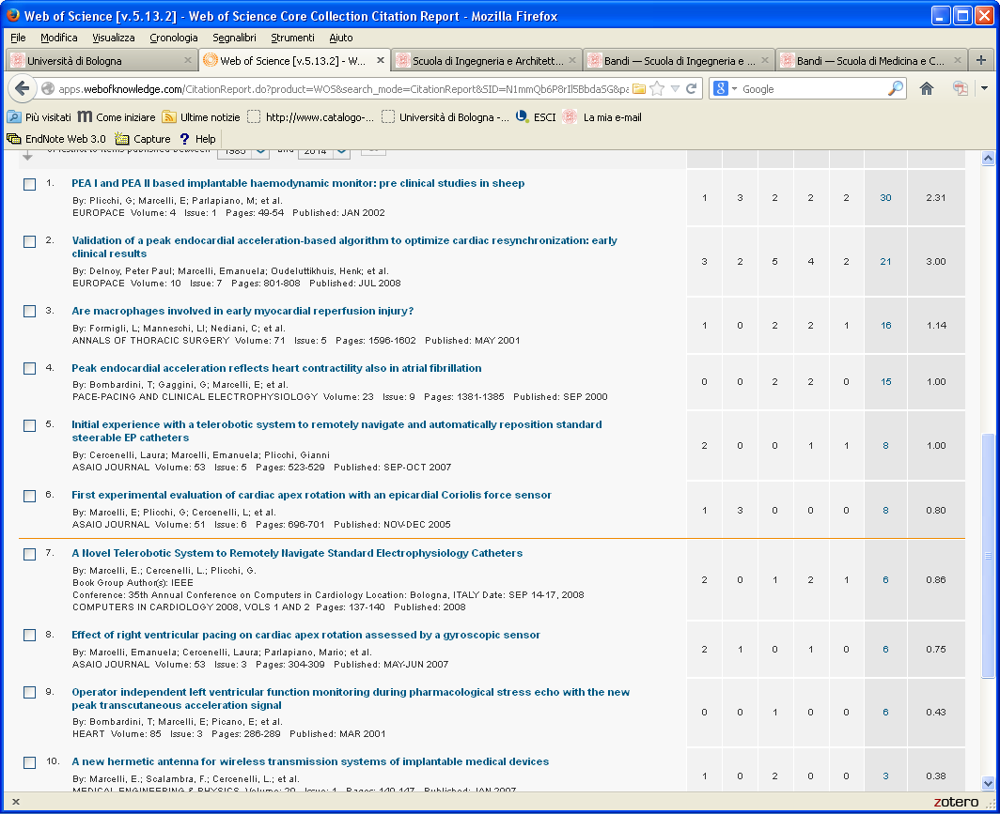 Web of Science [v.5.13.2] - Web of Science Core Collection Citation Report - Mozilla Firefox
File Modifica Visualizza Cronologia Segnalibri Strumenti Aiuto
Università di Bologna × Web of Science [v.5.13.2] - W... × Scuola di Ingegneria e Architett... × Bandi — Scuola di Ingegneria e ... × Bandi — Scuola di Medicina e C... × +
apps.webofknowledge.com/CitationReport.do?product=WOS&search_mode=CitationReport&SID=N1mmQb6P8rIl5BbdaSG&pa Google
Più visitati Come iniziare Ultime notizie http://www.catalogo-... Università di Bologna -... ESCI La mia e-mail
EndNote Web 3.0 Capture Help
or restrict to items published between 1985 and 2014
1. PEA I and PEA II based implantable haemodynamic monitor: pre clinical studies in sheep
By: Plicchi, G; Marcelli, E; Parlapiano, M; et al.
EUROPACE Volume: 4 Issue: 1 Pages: 49-54 Published: JAN 2002
1 3 2 2 2 30 2.31
2. Validation of a peak endocardial acceleration-based algorithm to optimize cardiac resynchronization: early
clinical results
By: Delnoy, Peter Paul; Marcelli, Emanuela; Oudeluttikhuis, Henk; et al.
EUROPACE Volume: 10 Issue: 7 Pages: 801-808 Published: JUL 2008
3 2 5 4 2 21 3.00
3. Are macrophages involved in early myocardial reperfusion injury?
By: Formigli, L; Manneschi, LI; Nediani, C; et al.
ANNALS OF THORACIC SURGERY Volume: 71 Issue: 5 Pages: 1596-1602 Published: MAY 2001
1 0 2 2 1 16 1.14
4. Peak endocardial acceleration reflects heart contractility also in atrial fibrillation
By: Bombardini, T; Gaggini, G; Marcelli, E; et al.
PACE-PACING AND CLINICAL ELECTROPHYSIOLOGY Volume: 23 Issue: 9 Pages: 1381-1385 Published: SEP 2000
0 0 2 2 0 15 1.00
5. Initial experience with a telerobotic system to remotely navigate and automatically reposition standard
steerable EP catheters
By: Cercenelli, Laura; Marcelli, Emanuela; Plicchi, Gianni
ASAIO JOURNAL Volume: 53 Issue: 5 Pages: 523-529 Published: SEP-OCT 2007
2 0 0 1 1 8 1.00
6. First experimental evaluation of cardiac apex rotation with an epicardial Coriolis force sensor
By: Marcelli, E; Plicchi, G; Cercenelli, L; et al.
ASAIO JOURNAL Volume: 51 Issue: 6 Pages: 696-701 Published: NOV-DEC 2005
1 3 0 0 0 8 0.80
7. A Novel Telerobotic System to Remotely Navigate Standard Electrophysiology Catheters
By: Marcelli, E.; Cercenelli, L.; Plicchi, G.
Book Group Author(s): IEEE
Conference: 35th Annual Conference on Computers in Cardiology Location: Bologna, ITALY Date: SEP 14-17, 2008
COMPUTERS IN CARDIOLOGY 2008, VOLS 1 AND 2 Pages: 137-140 Published: 2008
2 0 1 2 1 6 0.86
8. Effect of right ventricular pacing on cardiac apex rotation assessed by a gyroscopic sensor
By: Marcelli, Emanuela; Cercenelli, Laura; Parlapiano, Mario; et al.
ASAIO JOURNAL Volume: 53 Issue: 3 Pages: 304-309 Published: MAY-JUN 2007
2 1 0 1 0 6 0.75
9. Operator independent left ventricular function monitoring during pharmacological stress echo with the new
peak transcutaneous acceleration signal
By: Bombardini, T; Marcelli, E; Picano, E; et al.
HEART Volume: 85 Issue: 3 Pages: 286-289 Published: MAR 2001
0 0 1 0 0 6 0.43
10. A new hermetic antenna for wireless transmission systems of implantable medical devices
By: Marcelli, E.; Scalambra, F.; Cercenelli, L.; et al.
MEDICAL ENGINEERING & PHYSICS Volume: 29 Issue: 1 Pages: 140-147 Published: JAN 2007
1 0 2 0 0 3 0.38
× zotero